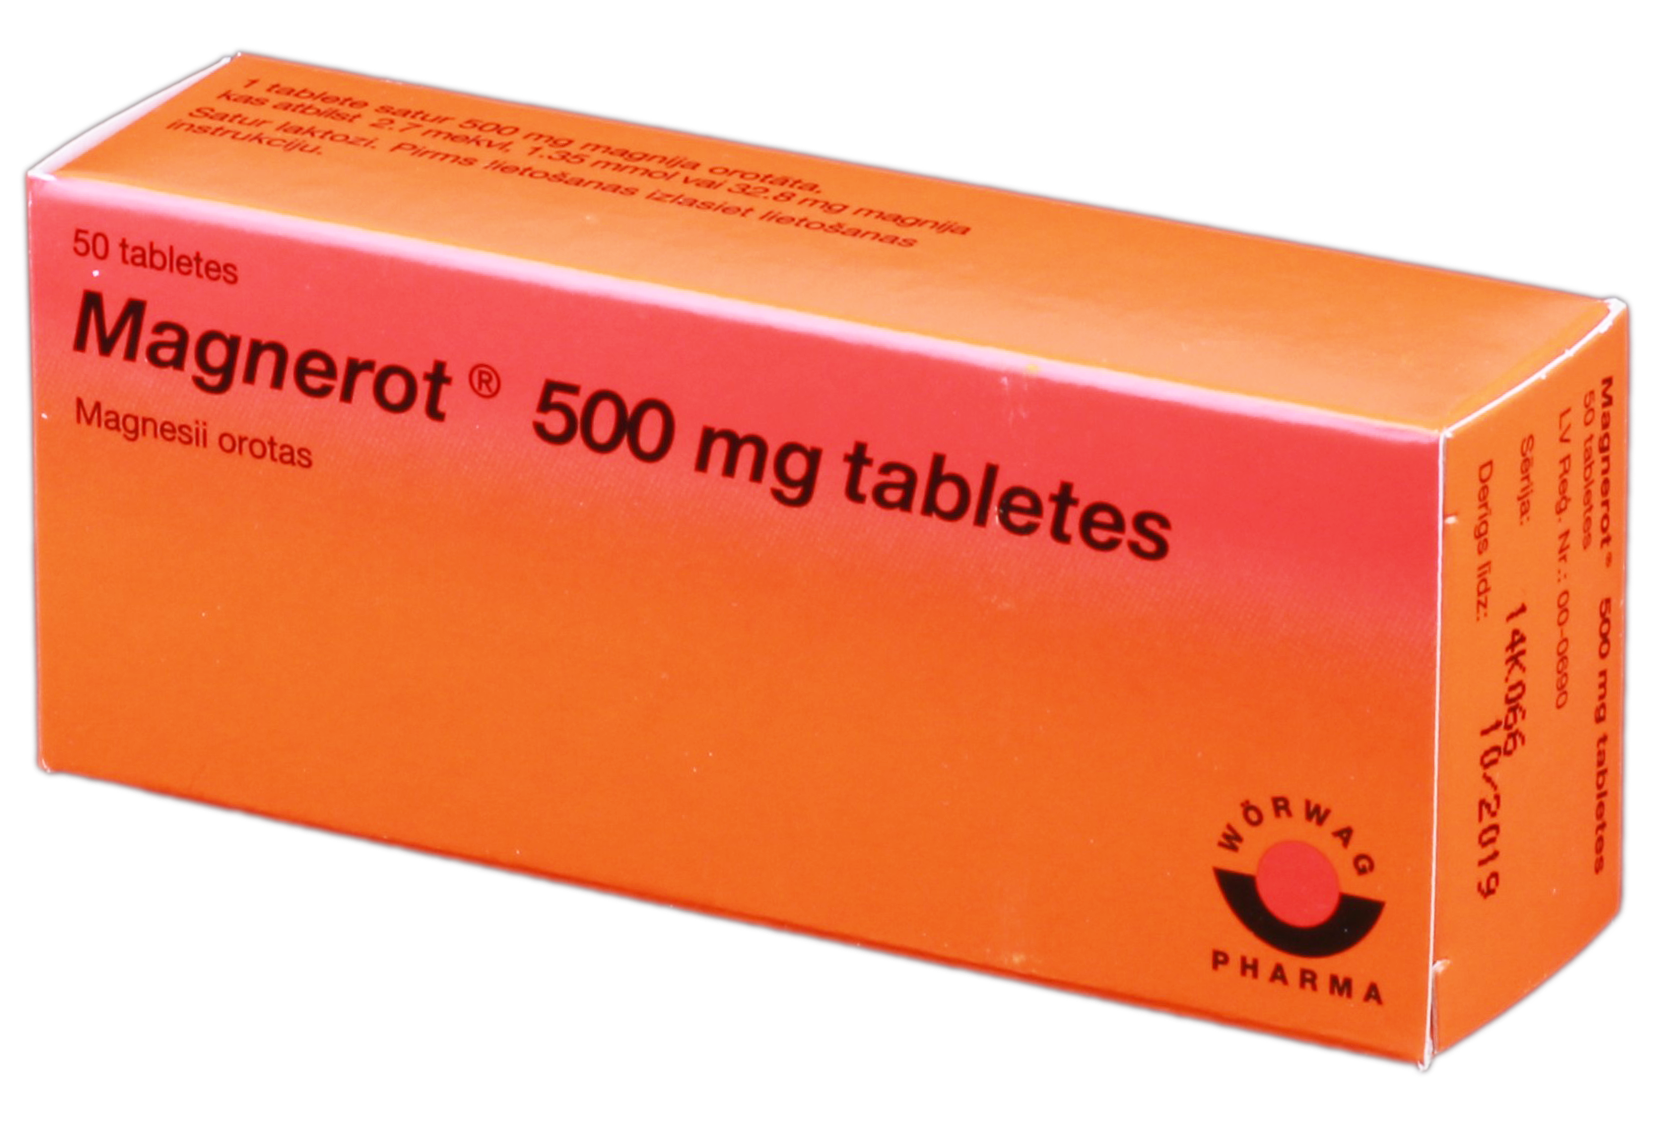 1 tablete satur 500 mg magnija orotāta,
kas atbilst 2.7 mekvl, 1.35 mmol vai 32.8 mg magnija
Satur laktozi. Pirms lietošanas izlasiet lietošanas
instrukciju.
50 tabletes
Magnerot® 500 mg tabletes
Magnesii orotas
WÖRWAG
PHARMA
Magnerot® 500 mg tabletes
50 tabletes
LV Reģ. Nr.: 00-0690
Sērija: 14K066
Derīgs līdz: 10/2019